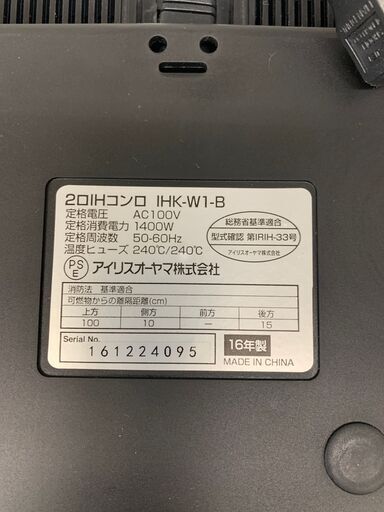 2口IHコンロ IHK-W1-B
定格電圧 AC100V
定格消費電力 1400W
定格周波数 50-60Hz
温度ヒューズ 240℃/240℃
総務省基準適合
型式確認 第IRIH-33号
アイリスオーヤマ株式会社
PS
E
アイリスオーヤマ株式会社
消防法 基準適合
可燃物からの離隔距離(cm)
上方 側方 前方 後方
100 10 — 15
Serial No.
161224095
16年製
MADE IN CHINA